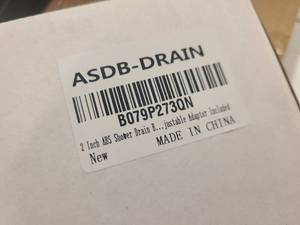 ASDB-DRAIN
B079P273QN
2 Inch ABS Shower Drain B...justable Adapter Included
New
MADE IN CHINA